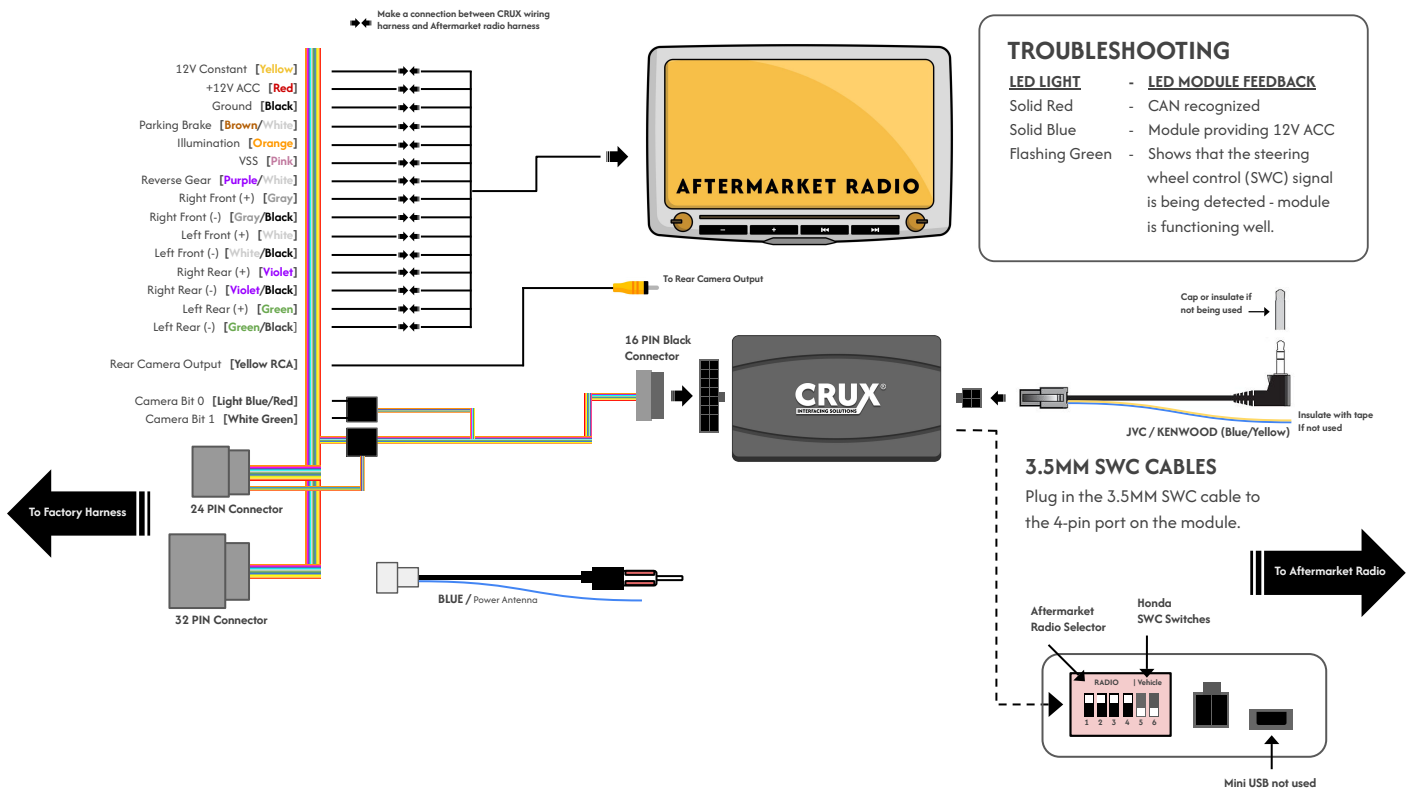 Make a connection between CRUX wiring
harness and Aftermarket radio harness
12V Constant [Yellow]
+12V ACC [Red]
Ground [Black]
Parking Brake [Brown/White]
Illumination [Orange]
VSS [Pink]
Reverse Gear [Purple/White]
Right Front (+) [Gray]
Right Front (-) [Gray/Black]
Left Front (+) [White]
Left Front (-) [White/Black]
Right Rear (+) [Violet]
Right Rear (-) [Violet/Black]
Left Rear (+) [Green]
Left Rear (-) [Green/Black]
Rear Camera Output [Yellow RCA]
Camera Bit 0 [Light Blue/Red]
Camera Bit 1 [White Green]
24 PIN Connector
To Factory Harness
32 PIN Connector
AFTERMARKET RADIO
To Rear Camera Output
16 PIN Black
Connector
CRUX®
INTERFACING SOLUTIONS
BLUE / Power Antenna
TROUBLESHOOTING
LED LIGHT - LED MODULE FEEDBACK
Solid Red - CAN recognized
Solid Blue - Module providing 12V ACC
Flashing Green - Shows that the steering
wheel control (SWC) signal
is being detected - module
is functioning well.
Cap or insulate if
not being used
Insulate with tape
If not used
JVC / KENWOOD (Blue/Yellow)
3.5MM SWC CABLES
Plug in the 3.5MM SWC cable to
the 4-pin port on the module.
To Aftermarket Radio
Aftermarket
Radio Selector
Honda
SWC Switches
RADIO | Vehicle
1 2 3 4 5 6
Mini USB not used